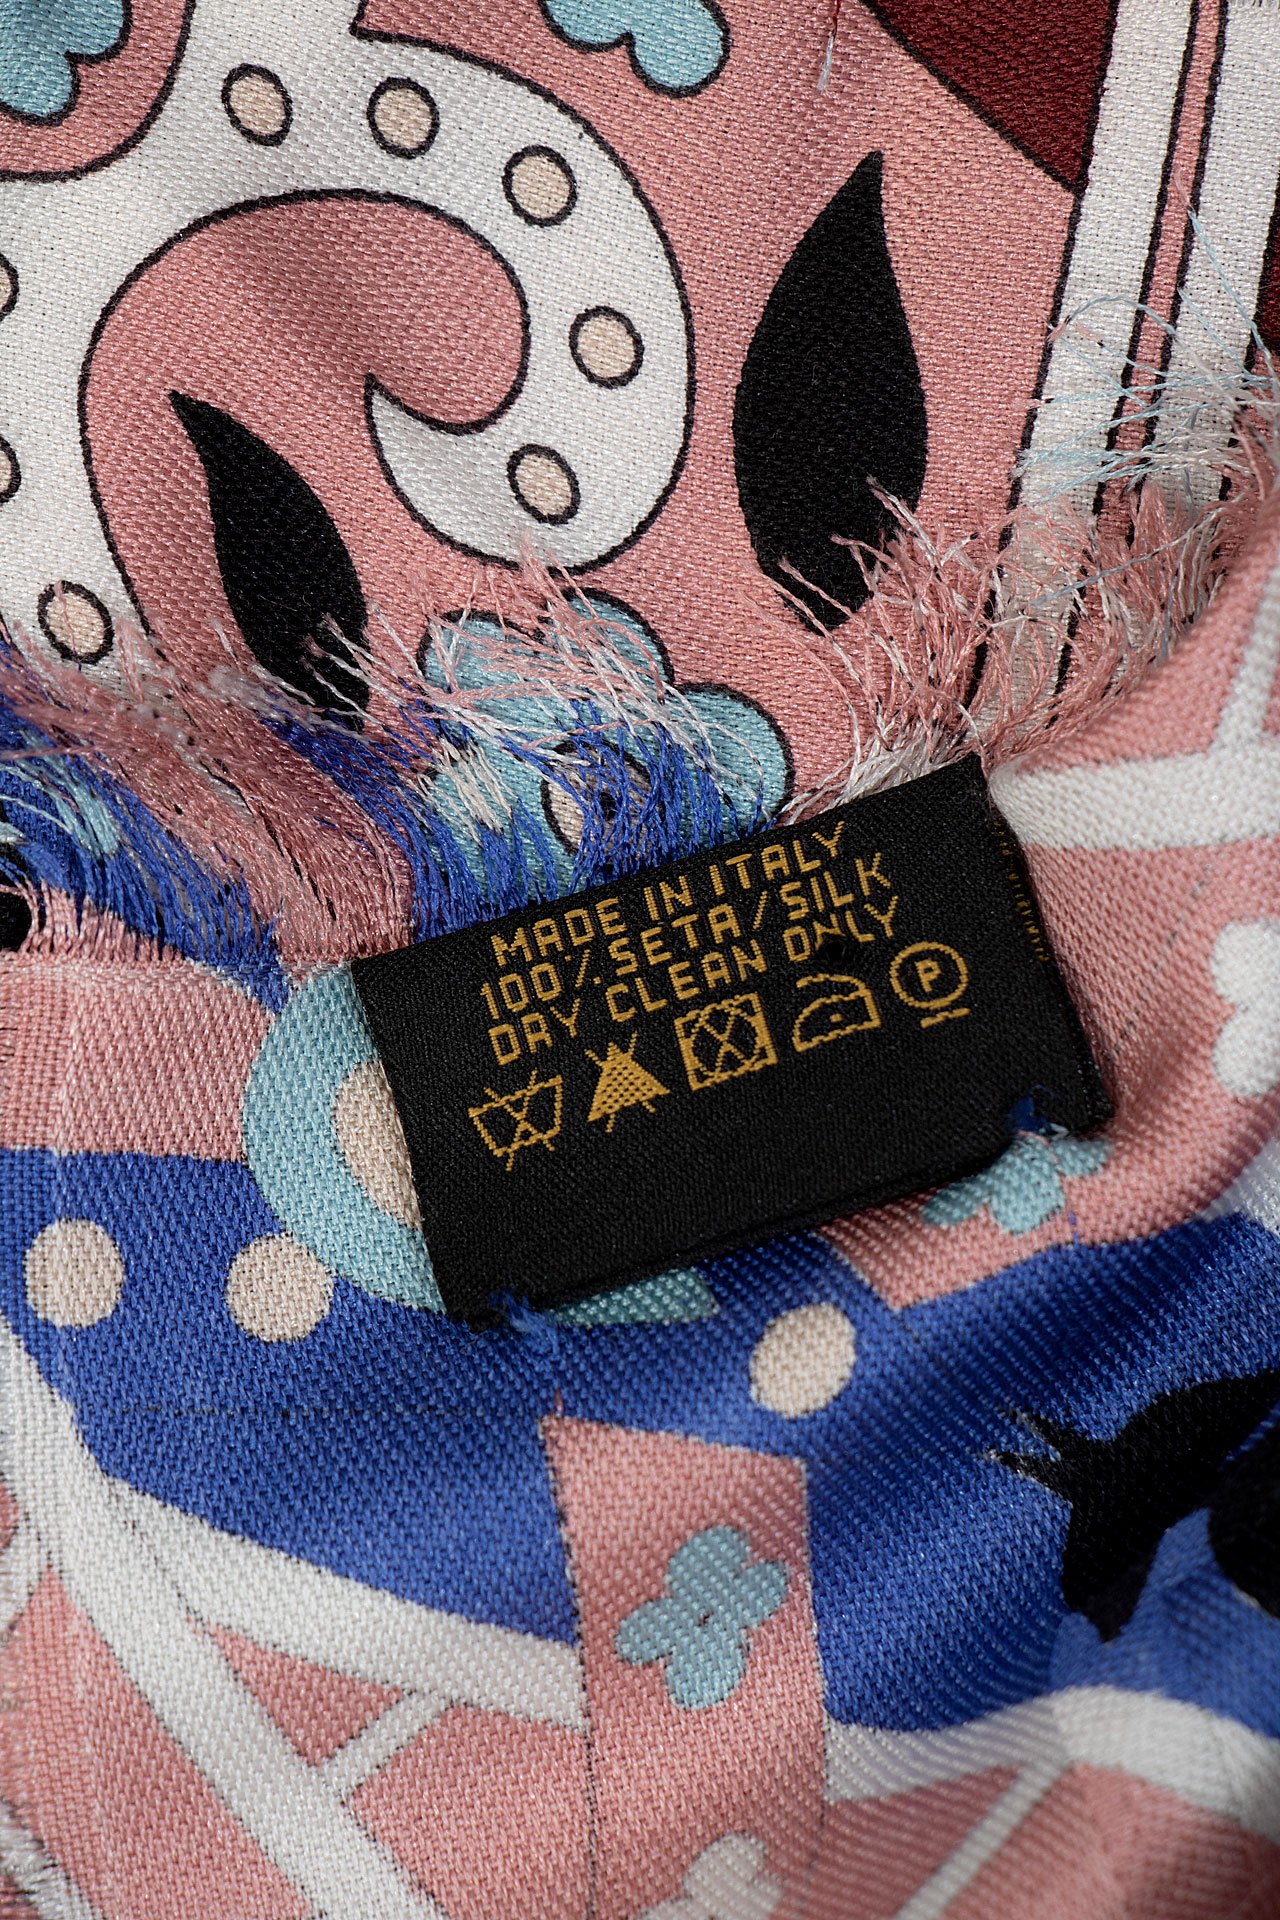 MADE IN ITALY
100% SETA/SILK
DRY CLEAN ONLY
P